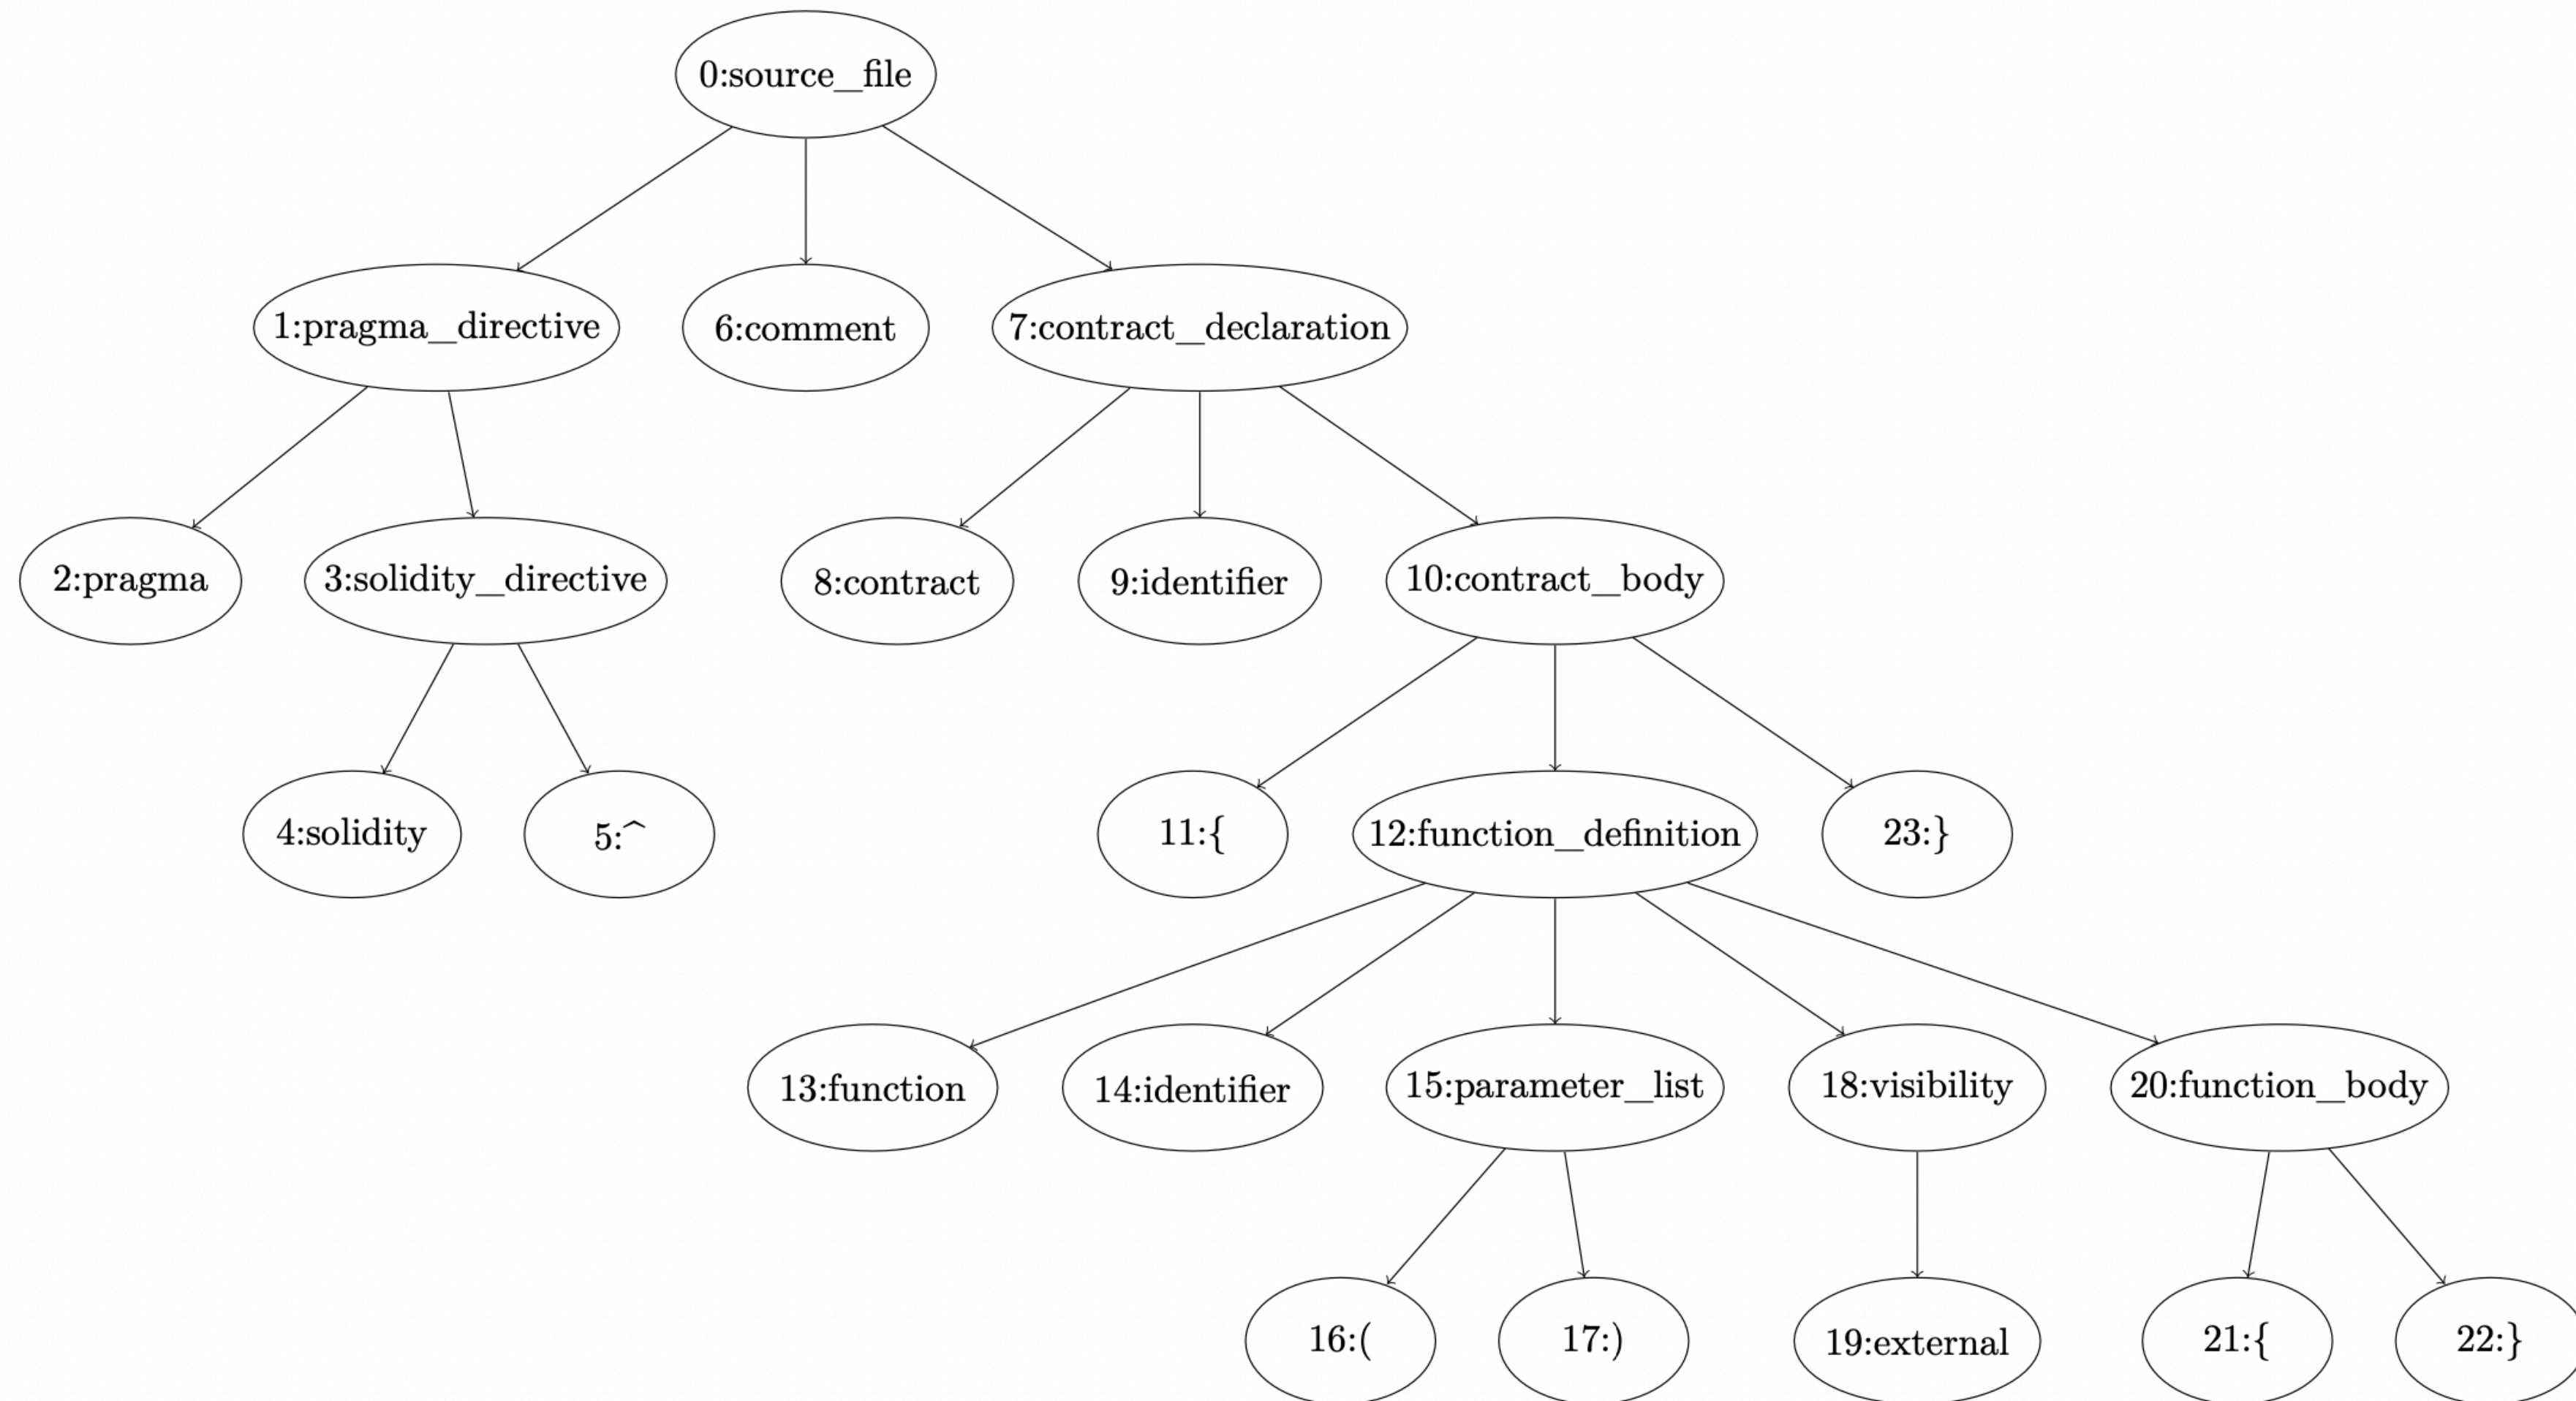 0:source_file
1:pragma_directive
6:comment
7:contract_declaration
2:pragma
3:solidity_directive
8:contract
9:identifier
10:contract_body
4:solidity
5:^
11:{
12:function_definition
23:}
13:function
14:identifier
15:parameter_list
18:visibility
20:function_body
16:(
17:)
19:external
21:{
22:}